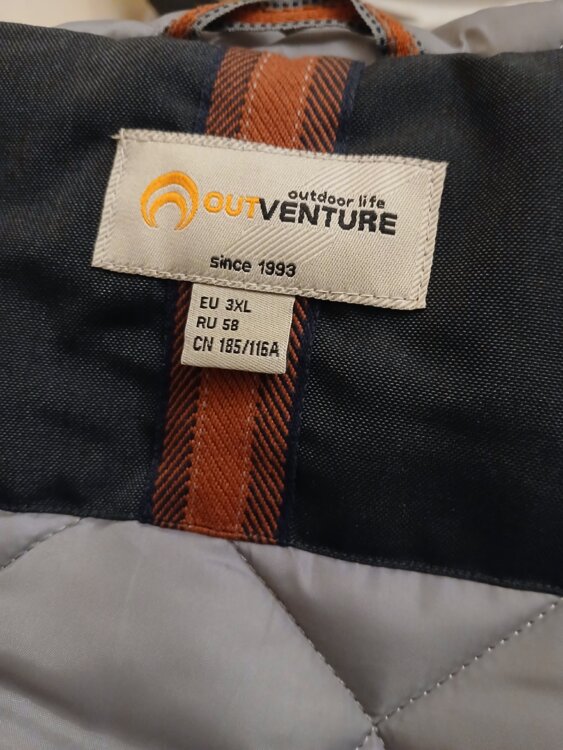 outdoor life
OUTVENTURE
since 1993
EU 3XL
RU 58
CN 185/116A